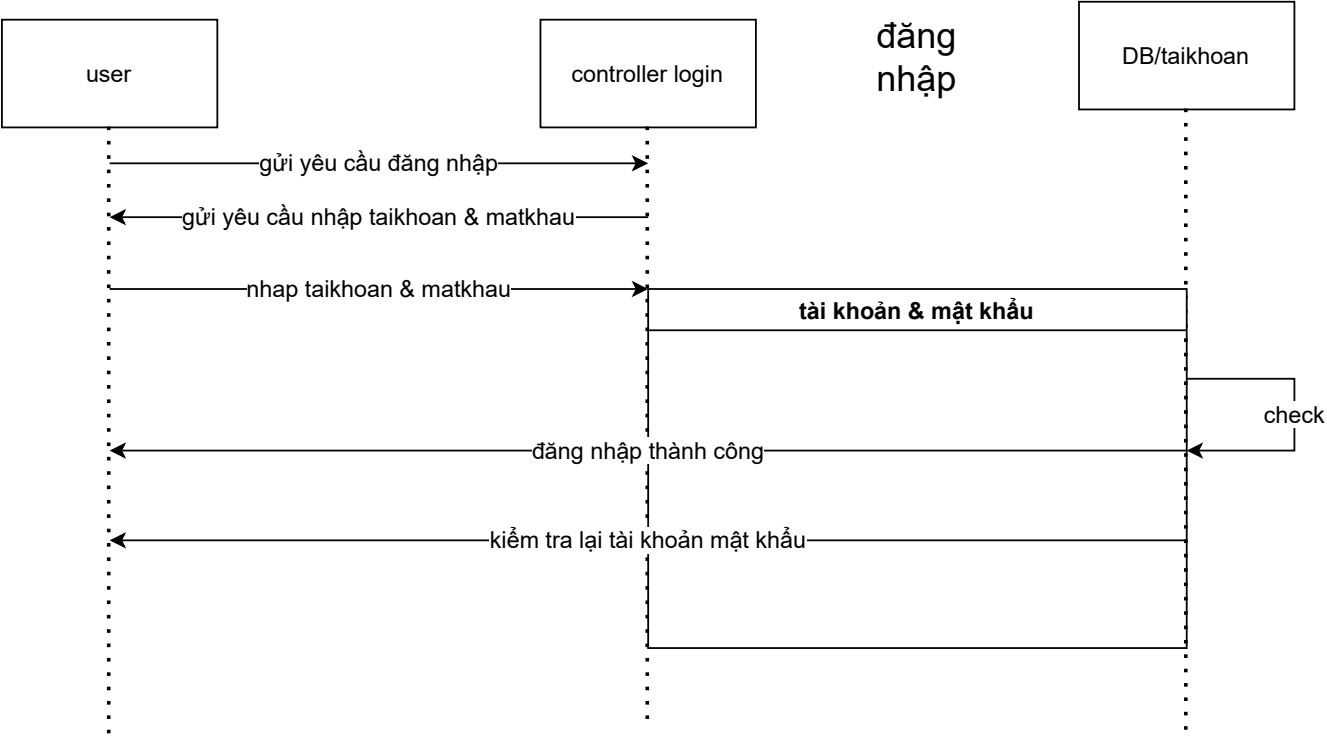 user
controller login
đăng
nhập
DB/taikhoan
gửi yêu cầu đăng nhập
gửi yêu cầu nhập taikhoan & matkhau
nhap taikhoan & matkhau
tài khoản & mật khẩu
check
đăng nhập thành công
kiểm tra lại tài khoản mật khẩu